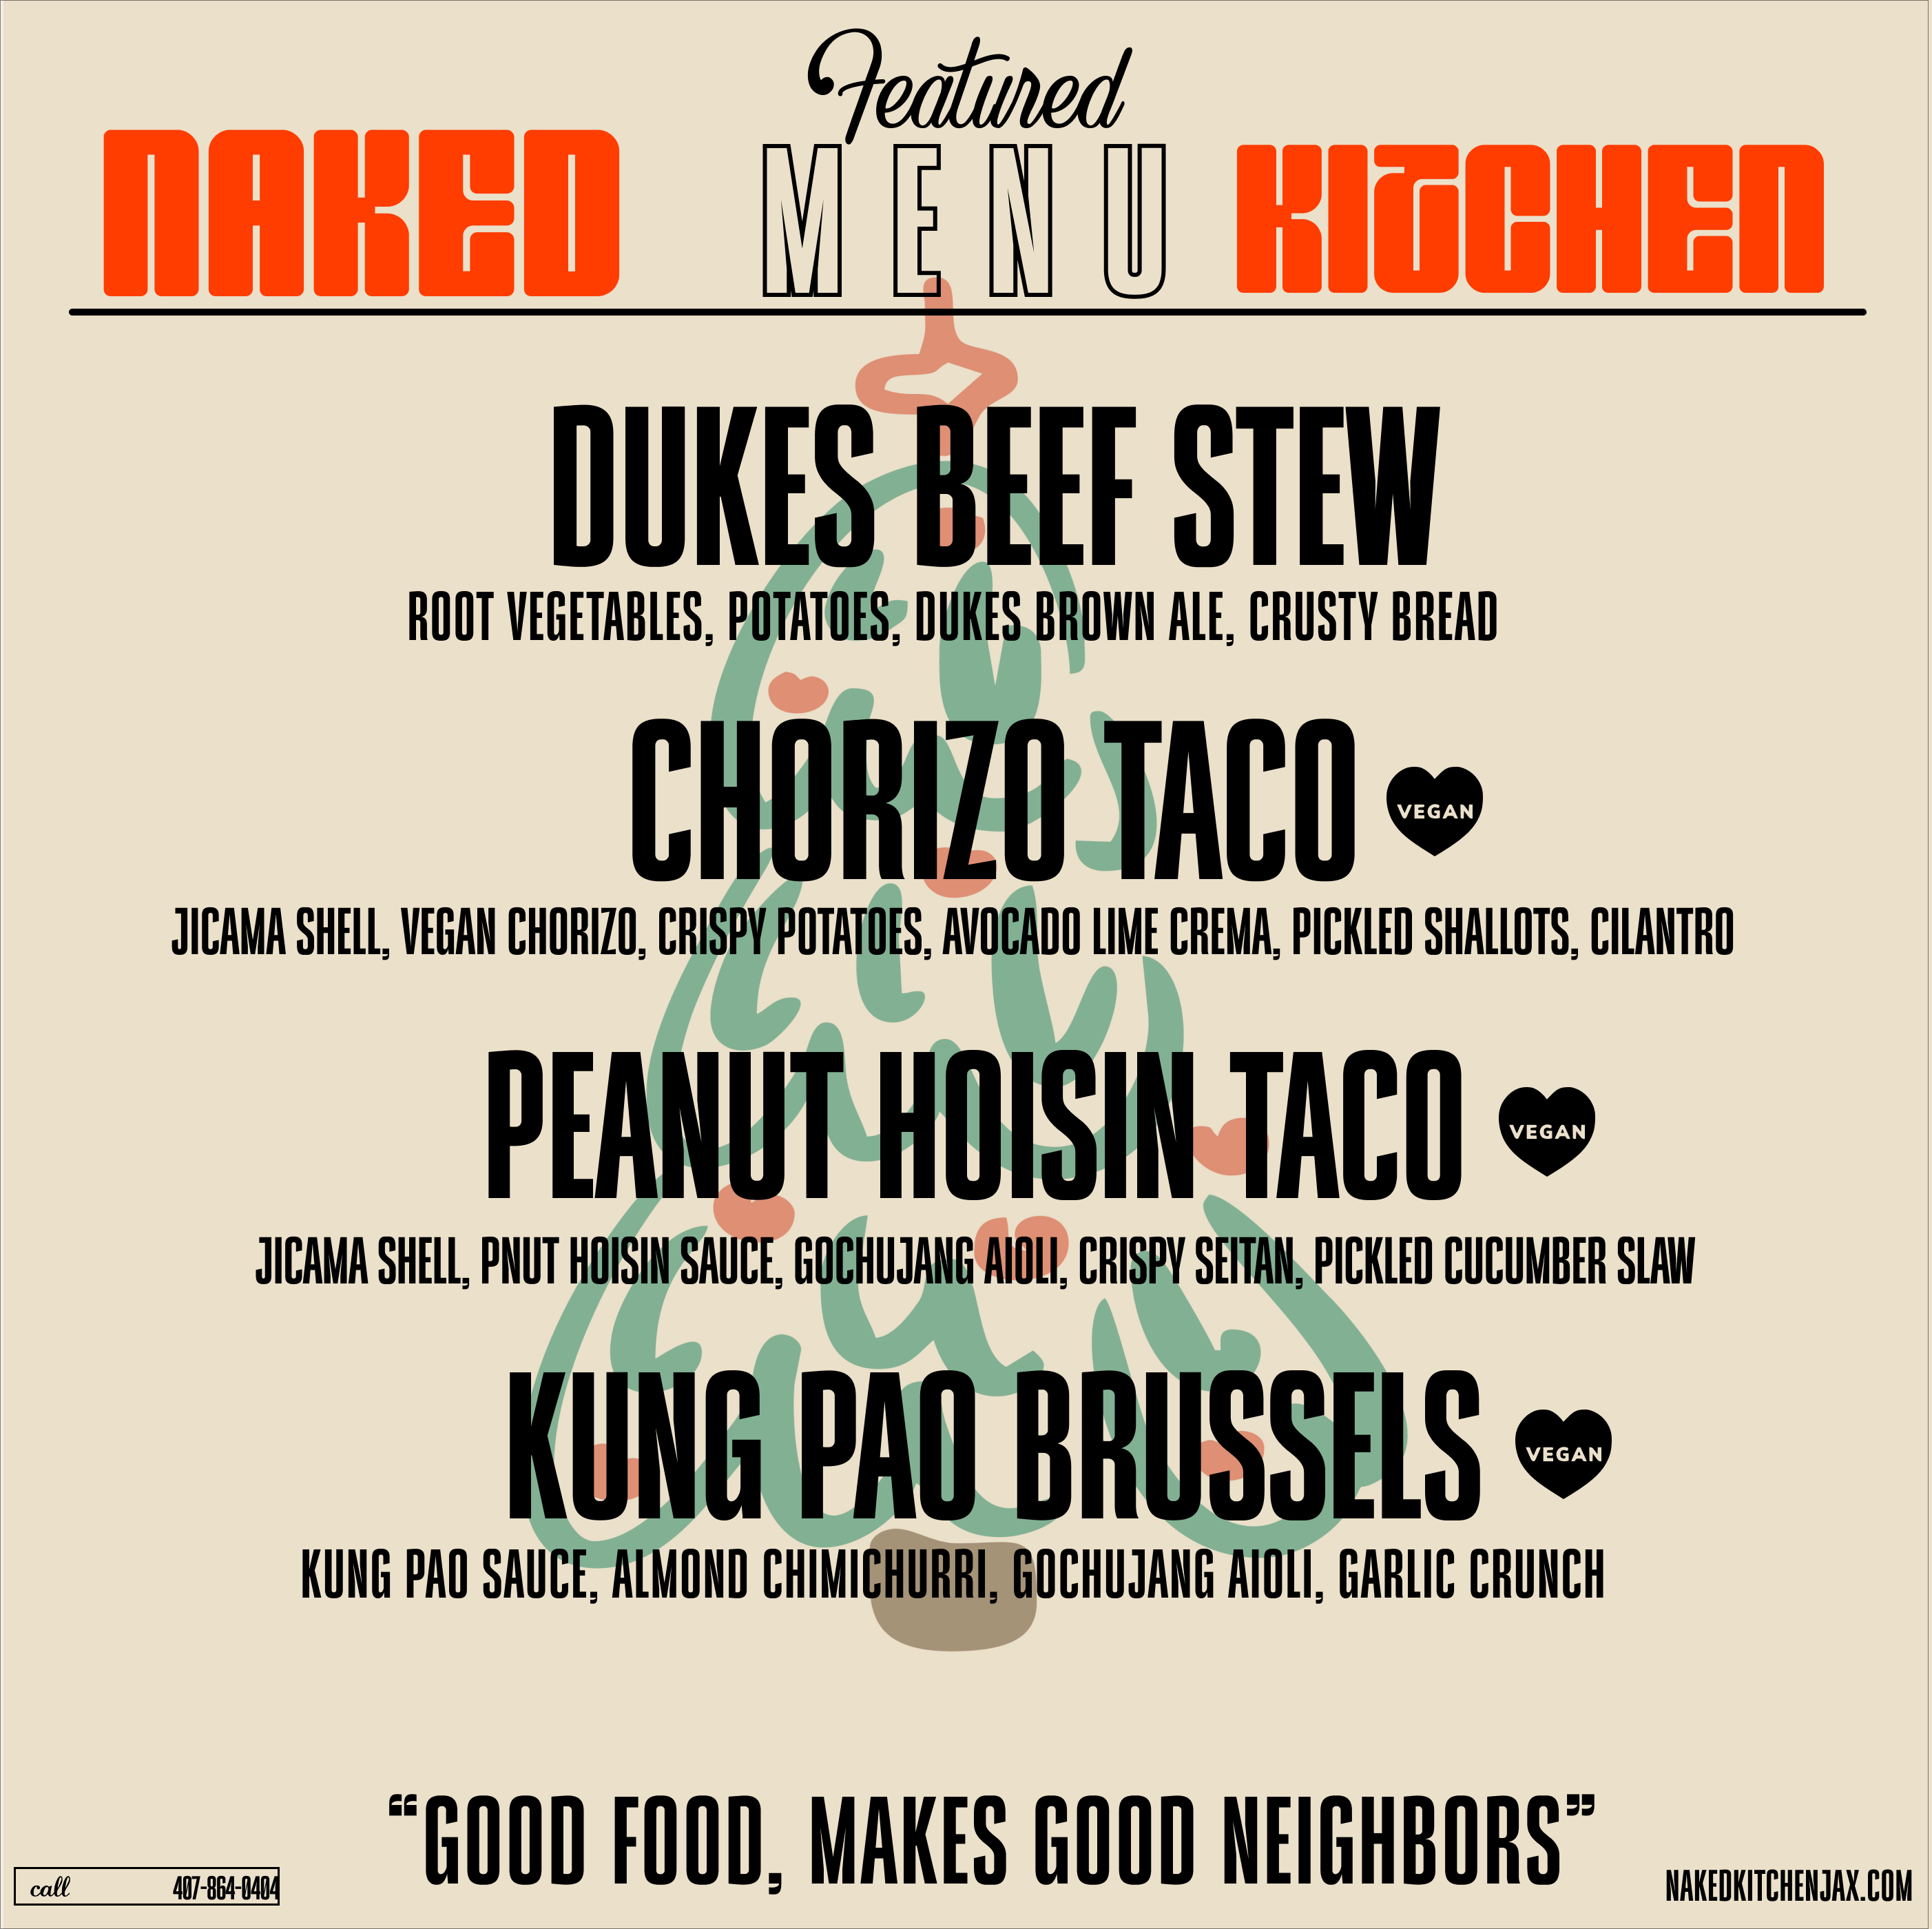 Featured
NAKED MENU KITCHEN
DUKES BEEF STEW
ROOT VEGETABLES, POTATOES, DUKES BROWN ALE, CRUSTY BREAD
CHORIZO TACO VEGAN
JICAMA SHELL, VEGAN CHORIZO, CRISPY POTATOES, AVOCADO LIME CREMA, PICKLED SHALLOTS, CILANTRO
PEANUT HOISIN TACO VEGAN
JICAMA SHELL, PNUT HOISIN SAUCE, GOCHUJANG AIOLI, CRISPY SEITAN, PICKLED CUCUMBER SLAW
KUNG PAO BRUSSELS VEGAN
KUNG PAO SAUCE, ALMOND CHIMICHURRI, GOCHUJANG AIOLI, GARLIC CRUNCH
“GOOD FOOD, MAKES GOOD NEIGHBORS”
call 407-864-0404
NAKEDKITCHENJAX.COM